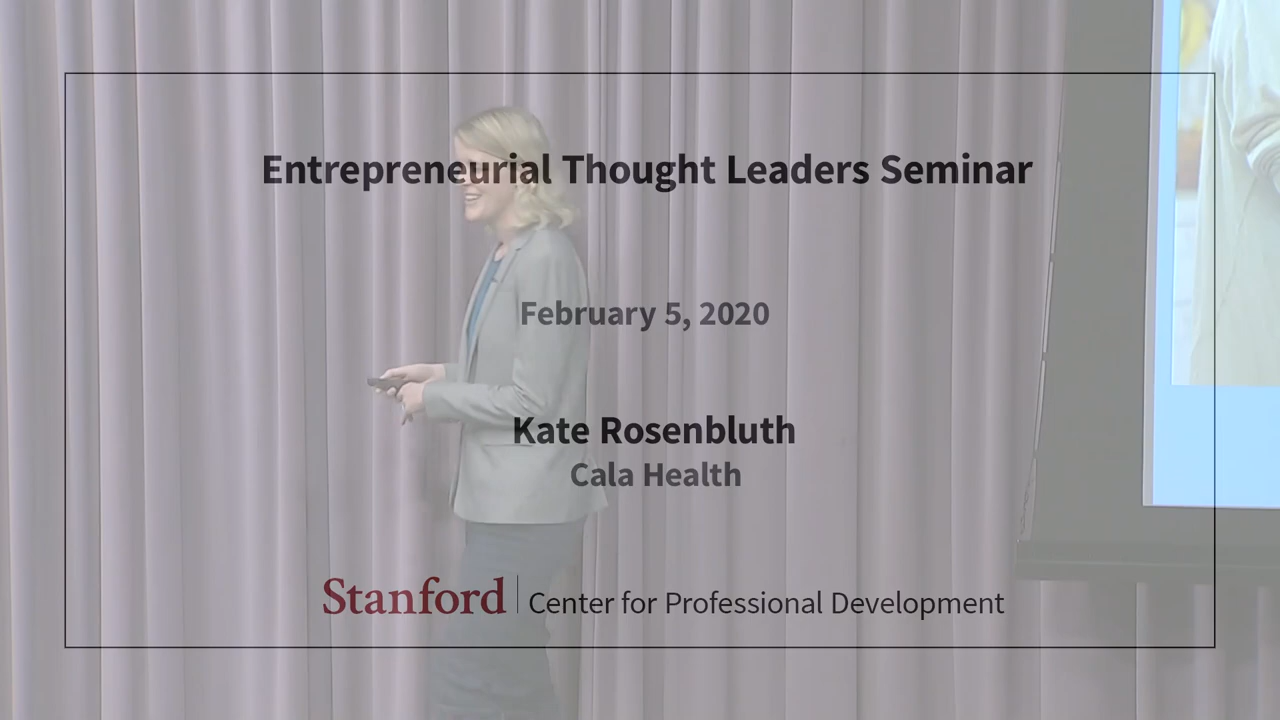 Entrepreneurial Thought Leaders Seminar
February 5, 2020
Kate Rosenbluth
Cala Health
Stanford | Center for Professional Development